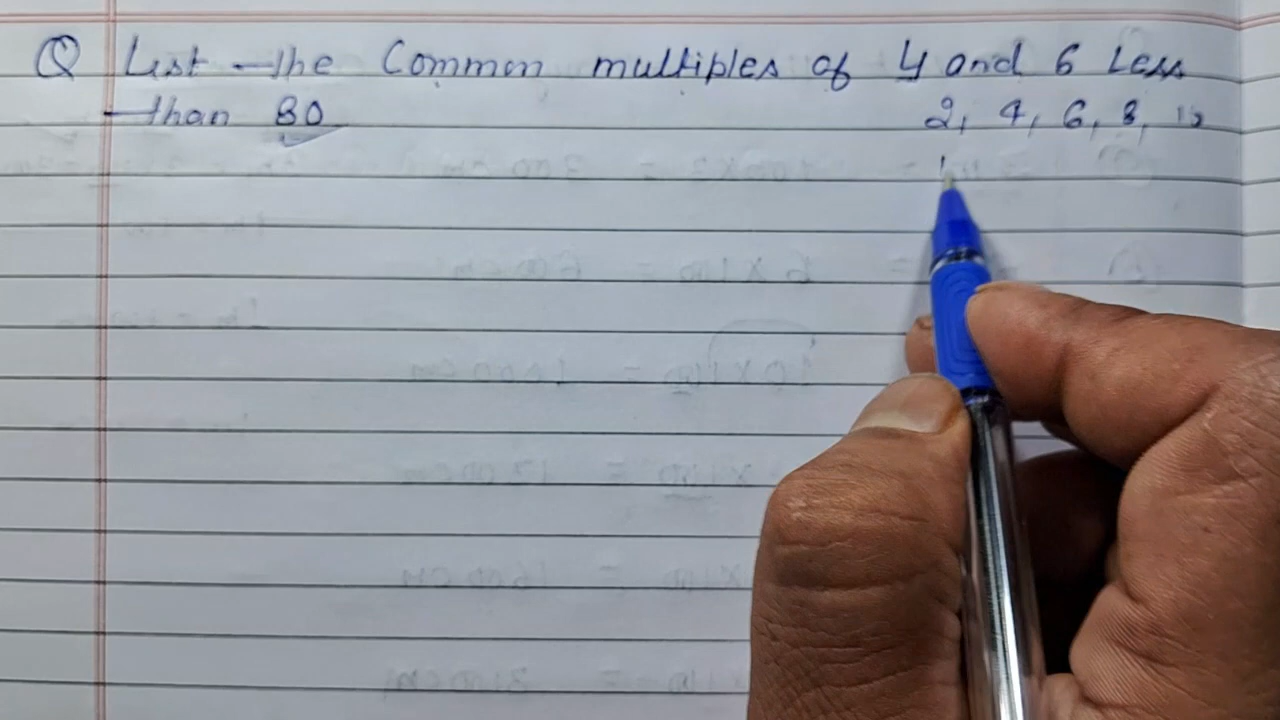 Q List the Common multiples of 4 and 6 Less
than 80
2, 4, 6, 8, 10